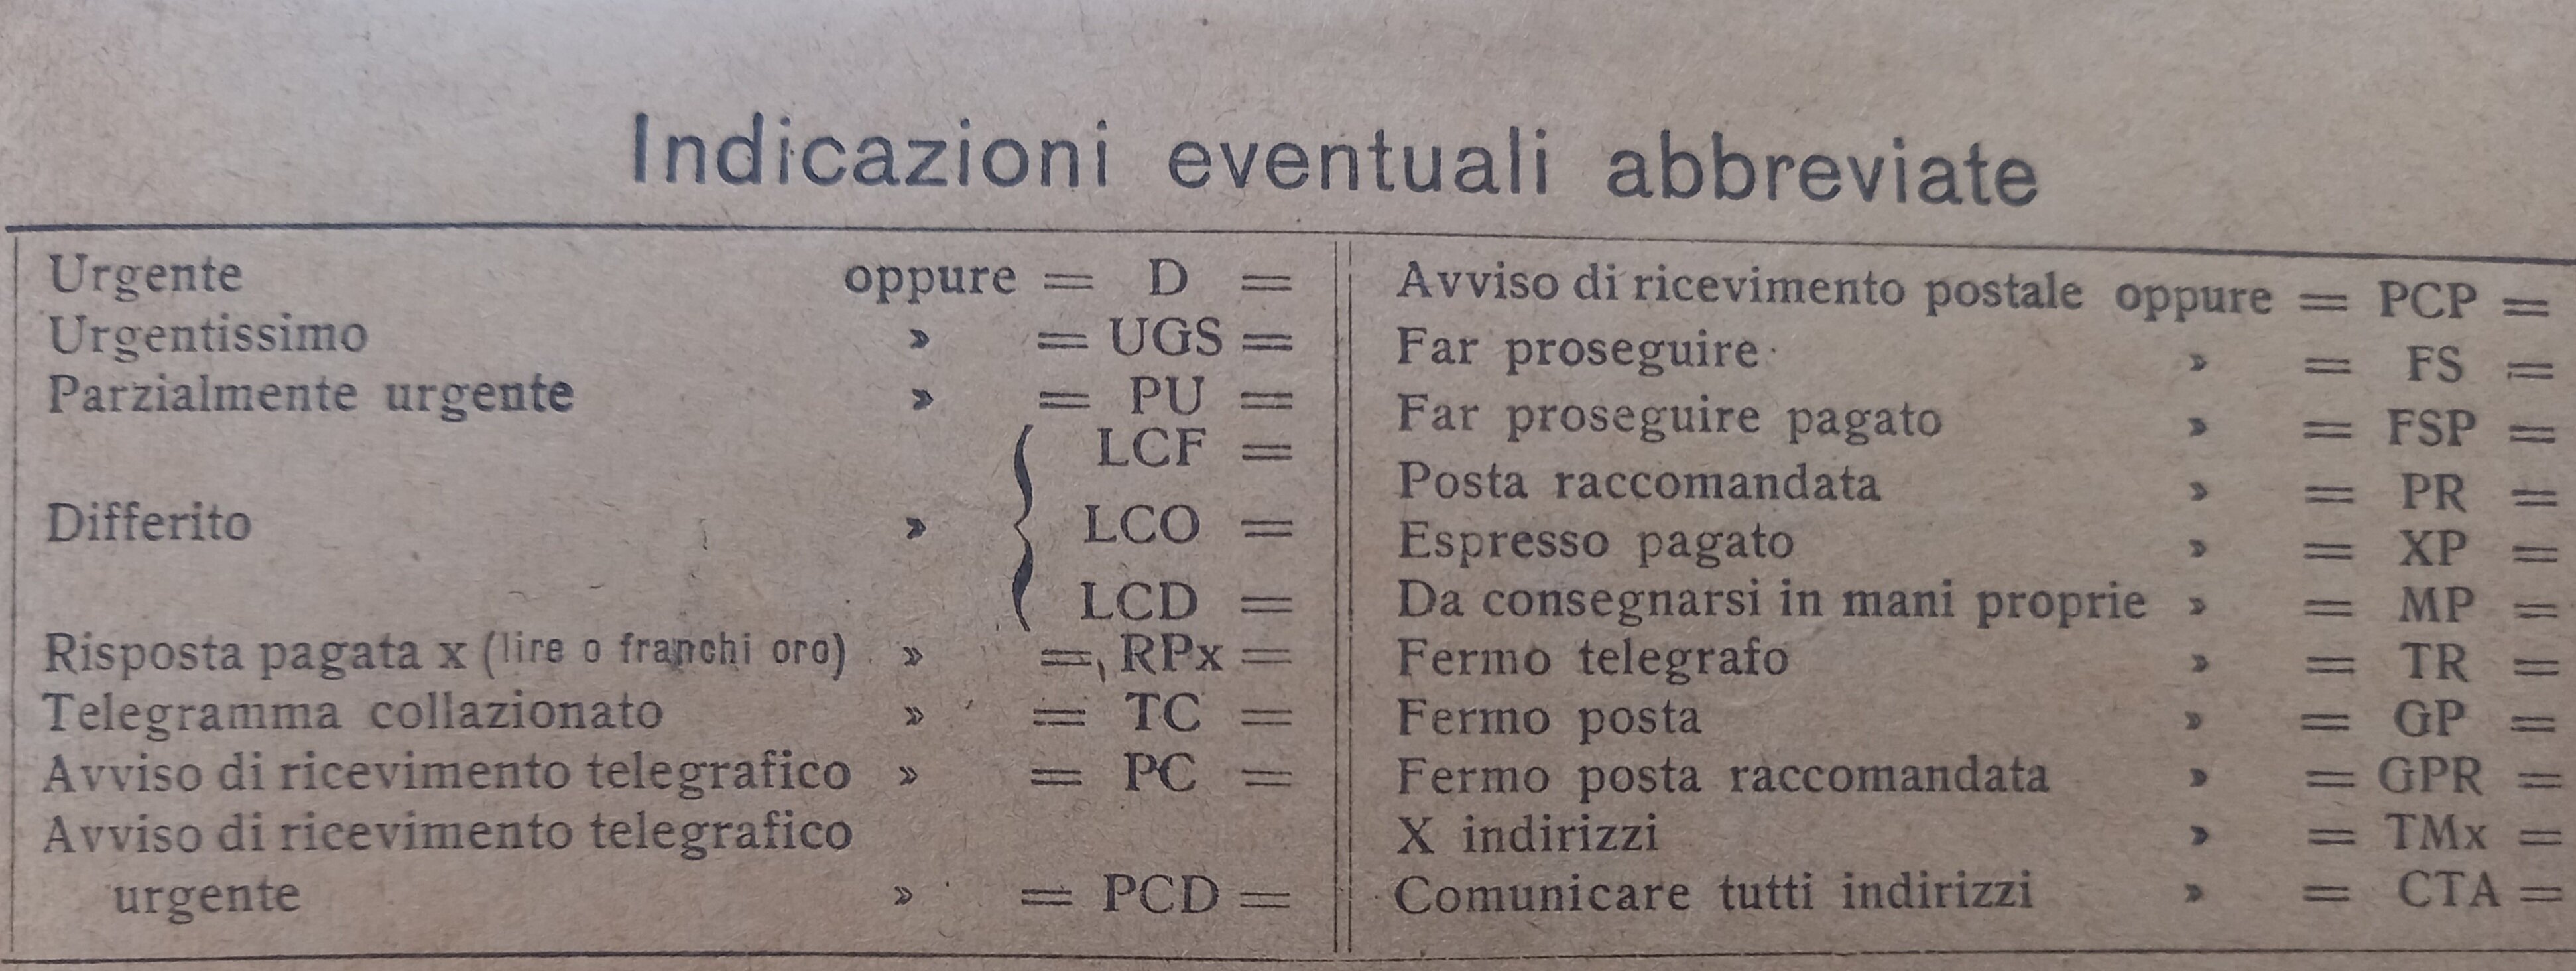 Indicazioni eventuali abbreviate
Urgente oppure = D =
Urgentissimo » = UGS =
Parzialmente urgente » = PU =
LCF =
Differito » { LCO =
LCD =
Risposta pagata x (lire o franchi oro) » = RPx =
Telegramma collazionato » = TC =
Avviso di ricevimento telegrafico » = PC =
Avviso di ricevimento telegrafico
urgente » = PCD =
Avviso di ricevimento postale oppure = PCP =
Far proseguire » = FS =
Far proseguire pagato » = FSP =
Posta raccomandata » = PR =
Espresso pagato » = XP =
Da consegnarsi in mani proprie » = MP =
Fermo telegrafo » = TR =
Fermo posta » = GP =
Fermo posta raccomandata » = GPR =
X indirizzi » = TMx =
Comunicare tutti indirizzi » = CTA =